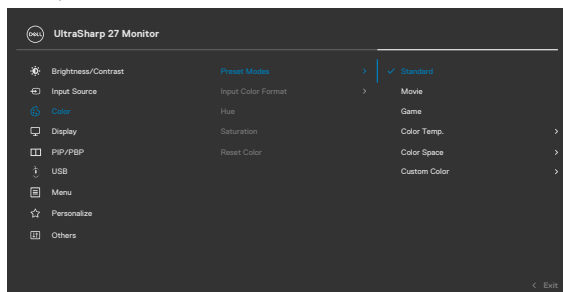 DELL
UltraSharp 27 Monitor
Brightness/Contrast
Input Source
Color
Display
PIP/PBP
USB
Menu
Personalize
Others
Preset Modes
Input Color Format
Hue
Saturation
Reset Color
Standard
Movie
Game
Color Temp.
Color Space
Custom Color
Exit